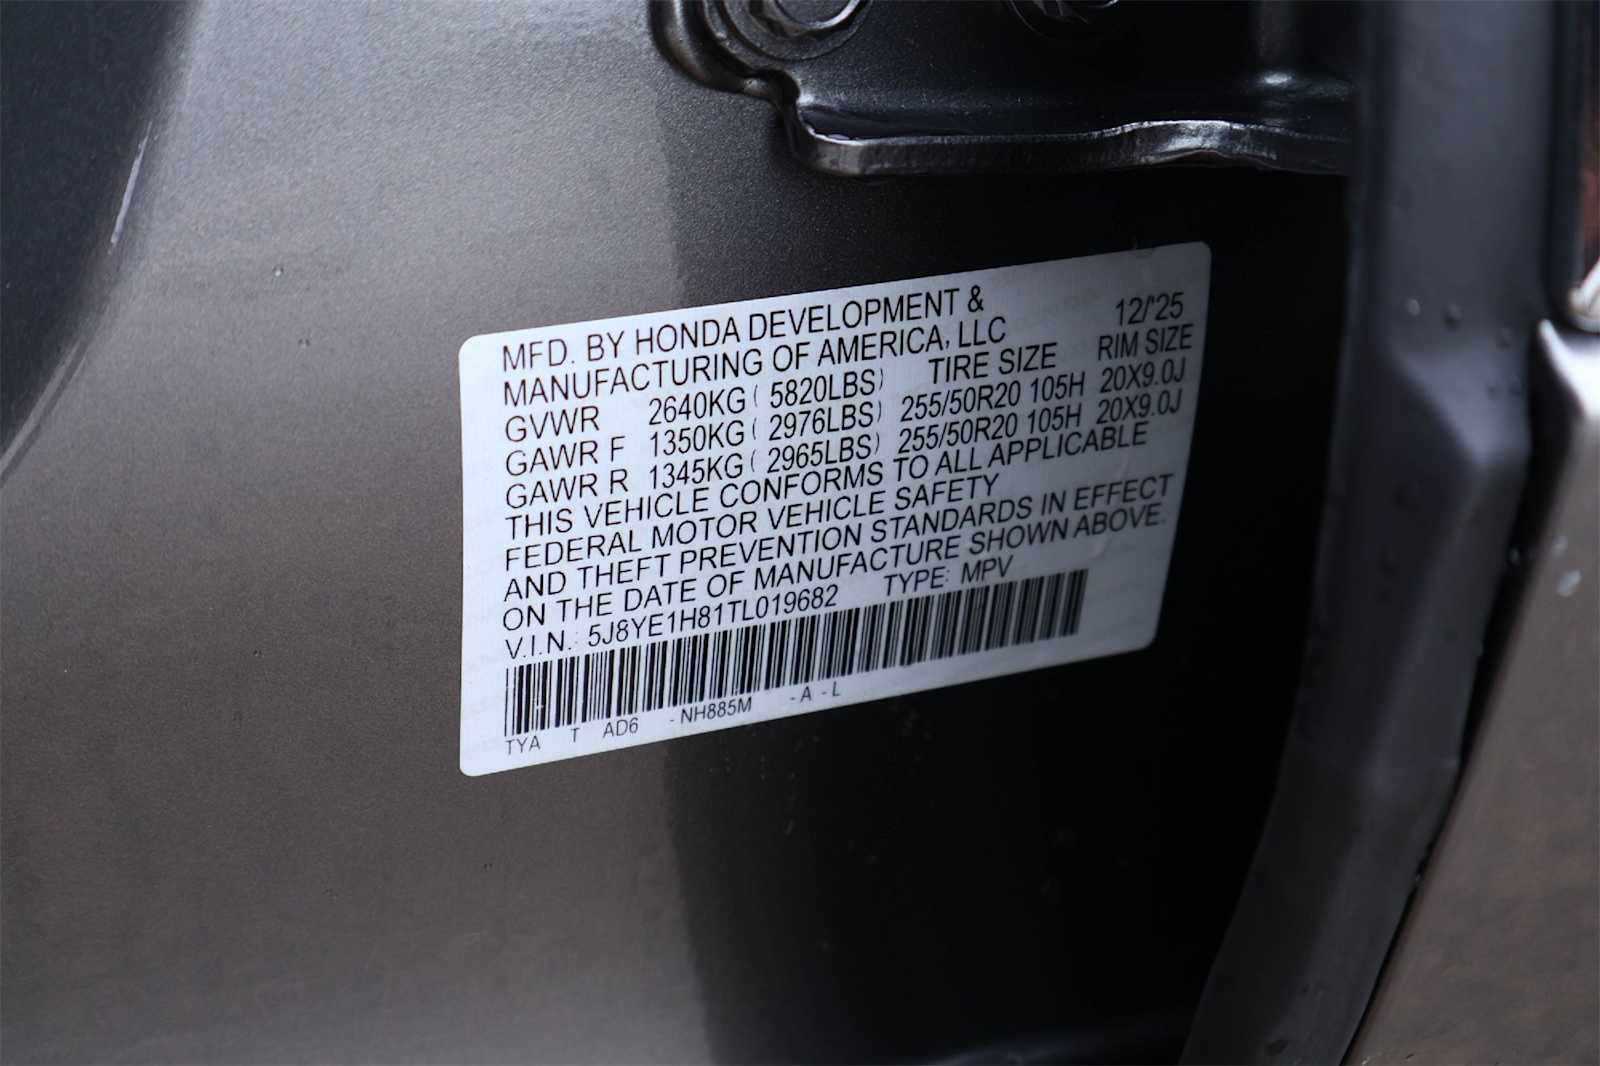 MFD. BY HONDA DEVELOPMENT & 12/'25
MANUFACTURING OF AMERICA, LLC
TIRE SIZE RIM SIZE
GVWR 2640KG ( 5820LBS)
GAWR F 1350KG ( 2976LBS) 255/50R20 105H 20X9.0J
GAWR R 1345KG ( 2965LBS) 255/50R20 105H 20X9.0J
THIS VEHICLE CONFORMS TO ALL APPLICABLE
FEDERAL MOTOR VEHICLE SAFETY
AND THEFT PREVENTION STANDARDS IN EFFECT
ON THE DATE OF MANUFACTURE SHOWN ABOVE.
V.I.N.: 5J8YE1H81TL019682 TYPE: MPV
TYA T AD6 - NH885M - A - L